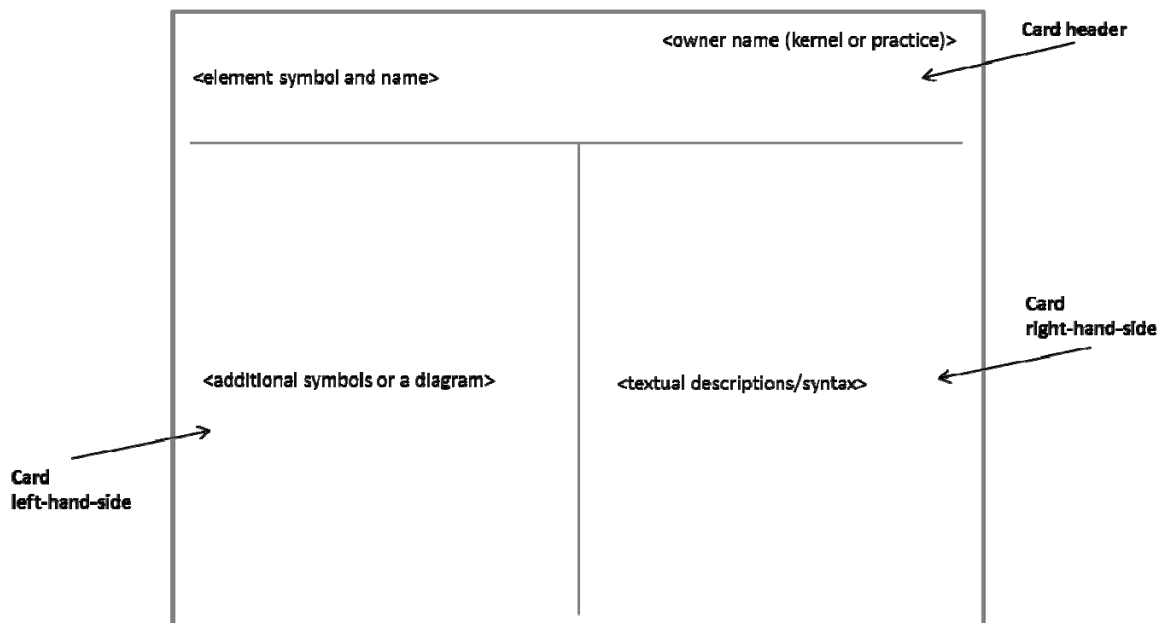 <owner name (kernel or practice)>
Card header
<element symbol and name>
Card
right-hand-side
<additional symbols or a diagram>
<textual descriptions/syntax>
Card
left-hand-side